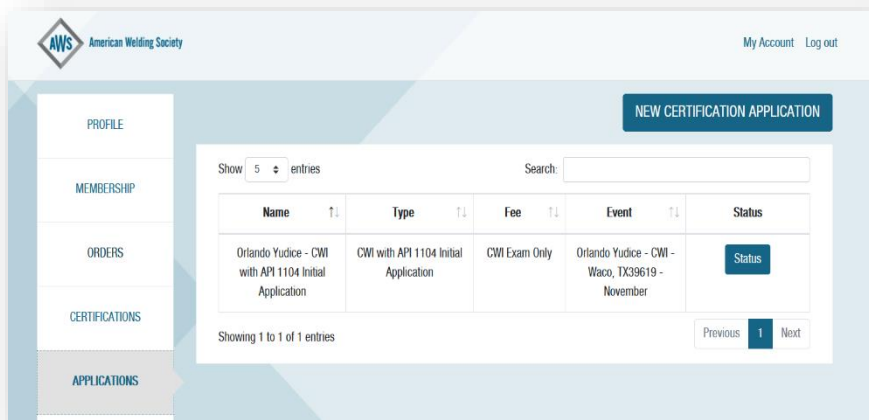 AWS American Welding Society
My Account Log out
PROFILE
MEMBERSHIP
ORDERS
CERTIFICATIONS
APPLICATIONS
NEW CERTIFICATION APPLICATION
Show 5 entries
Search:
Name Type Fee Event Status
Orlando Yudice - CWI
with API 1104 Initial
Application
CWI with API 1104 Initial
Application
CWI Exam Only
Orlando Yudice - CWI -
Waco, TX39619 -
November
Status
Showing 1 to 1 of 1 entries
Previous 1 Next